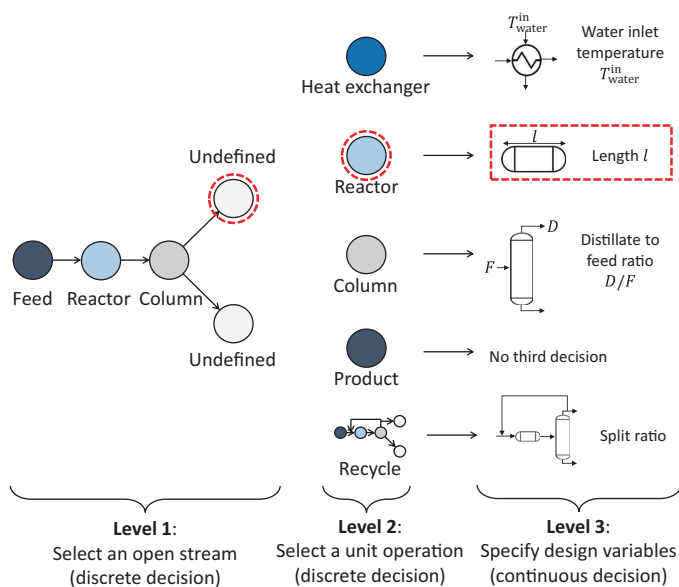 T_water^in
Water inlet
temperature
T_water^in
Heat exchanger
Undefined
l
Length l
Reactor
Feed
Reactor
Column
Undefined
D
F
Distillate to
feed ratio
D/F
Column
No third decision
Product
Split ratio
Recycle
Level 1:
Select an open stream
(discrete decision)
Level 2:
Select a unit operation
(discrete decision)
Level 3:
Specify design variables
(continuous decision)